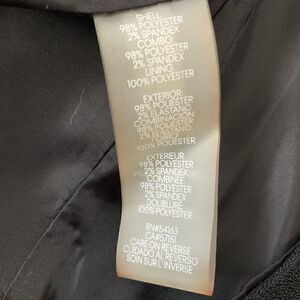 SHELL
98% POLYESTER
2% SPANDEX
COMBO
98% POLYESTER
2% SPANDEX
LINING
100% POLYESTER
EXTERIOR
98% POLIESTER
2% ELASTANO
COMBINACIÓN
98% POLIESTER
2% ELASTANO
FORRO
100% POLIESTER
EXTERIEUR
98% POLYESTER
2% SPANDEX
COMBINEE
98% POLYESTER
2% SPANDEX
DOUBLURE
100% POLYESTER
RN#54163
CA#57151
CARE ON REVERSE
CUIDADO AL REVERSO
SOIN SUR L'INVERSE